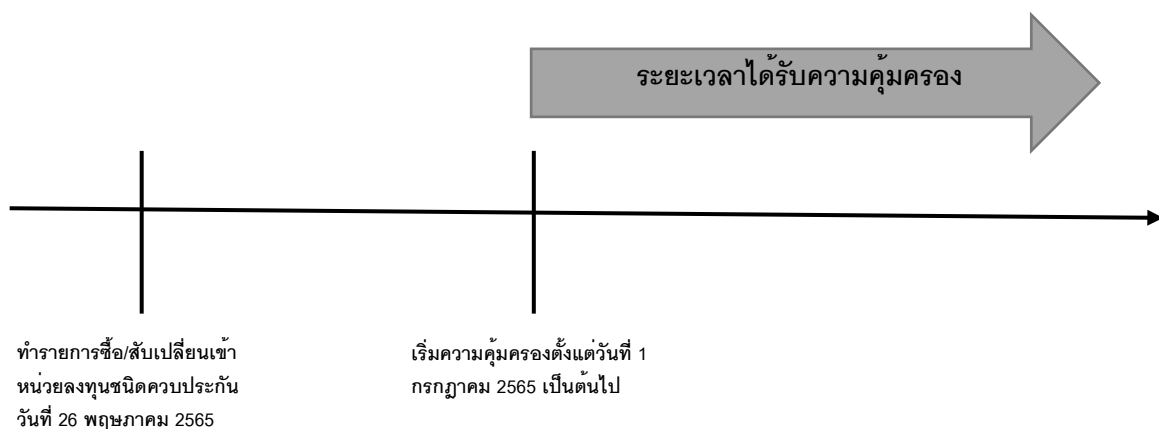 ระยะเวลาได้รับความคุ้มครอง
ทำรายการซื้อ/สับเปลี่ยนเข้า
หน่วยลงทุนชนิดควบประกัน
วันที่ 26 พฤษภาคม 2565
เริ่มความคุ้มครองตั้งแต่วันที่ 1
กรกฎาคม 2565 เป็นต้นไป